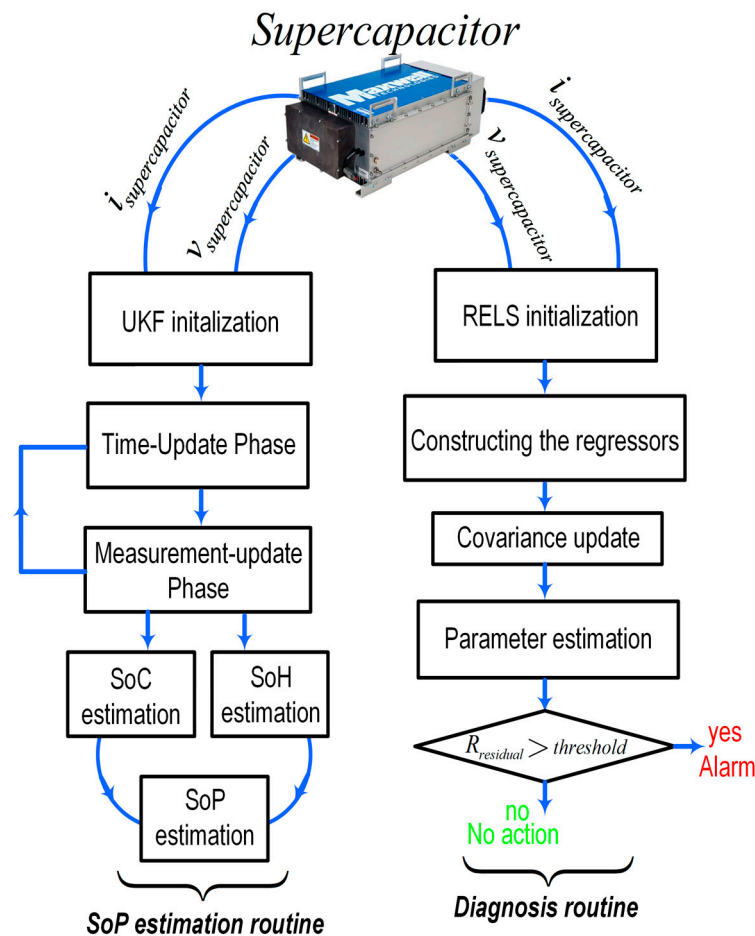 Supercapacitor
Maxwell
TECHNOLOGIES
i supercapacitor
v supercapacitor
v supercapacitor
i supercapacitor
UKF initalization
Time-Update Phase
Measurement-update
Phase
SoC
estimation
SoH
estimation
SoP
estimation
SoP estimation routine
RELS initialization
Constructing the regressors
Covariance update
Parameter estimation
R residual > threshold
yes
Alarm
no
No action
Diagnosis routine